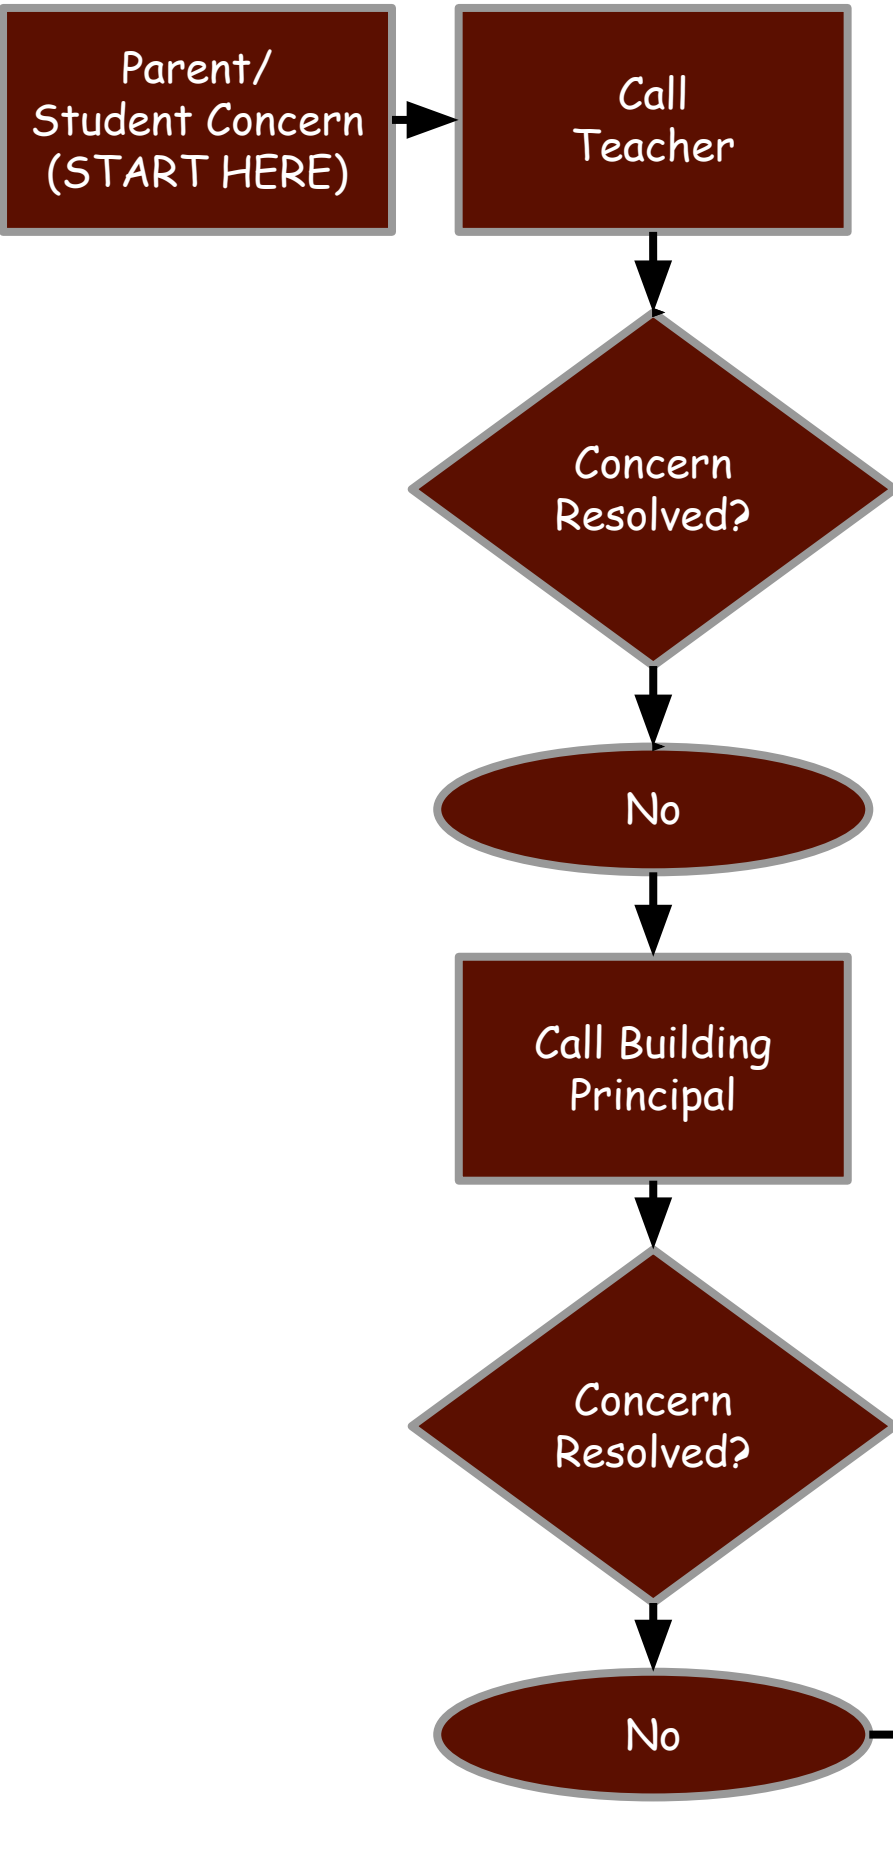 Parent/
Student Concern
(START HERE)
Call
Teacher
Concern
Resolved?
No
Call Building
Principal
Concern
Resolved?
No